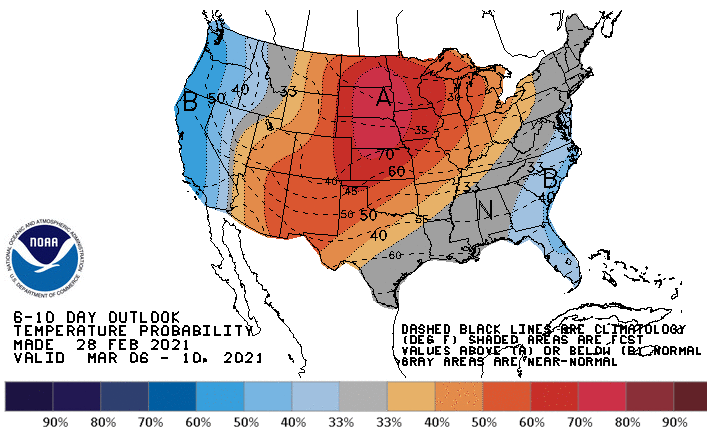 B
50
40
33
A
30
35
70
60
40
45
50
50
40
35
60
33
N
33
B
40
NATIONAL OCEANIC AND ATMOSPHERIC ADMINISTRATION
NOAA
U.S. DEPARTMENT OF COMMERCE
6-10 DAY OUTLOOK
TEMPERATURE PROBABILITY
MADE 28 FEB 2021
VALID MAR 06 - 10, 2021
DASHED BLACK LINES ARE CLIMATOLOGY
(DEG F) SHADED AREAS ARE FCST
VALUES ABOVE (A) OR BELOW (B) NORMAL
GRAY AREAS ARE NEAR-NORMAL
90% 80% 70% 60% 50% 40% 33% 33% 40% 50% 60% 70% 80% 90%